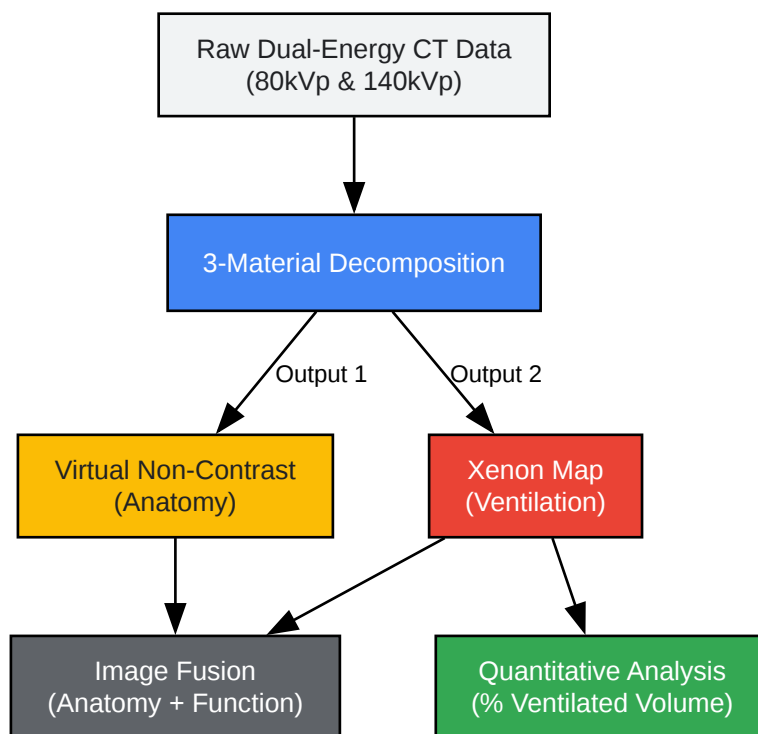 Raw Dual-Energy CT Data
(80kVp & 140kVp)
3-Material Decomposition
Output 1
Output 2
Virtual Non-Contrast
(Anatomy)
Xenon Map
(Ventilation)
Image Fusion
(Anatomy + Function)
Quantitative Analysis
(% Ventilated Volume)